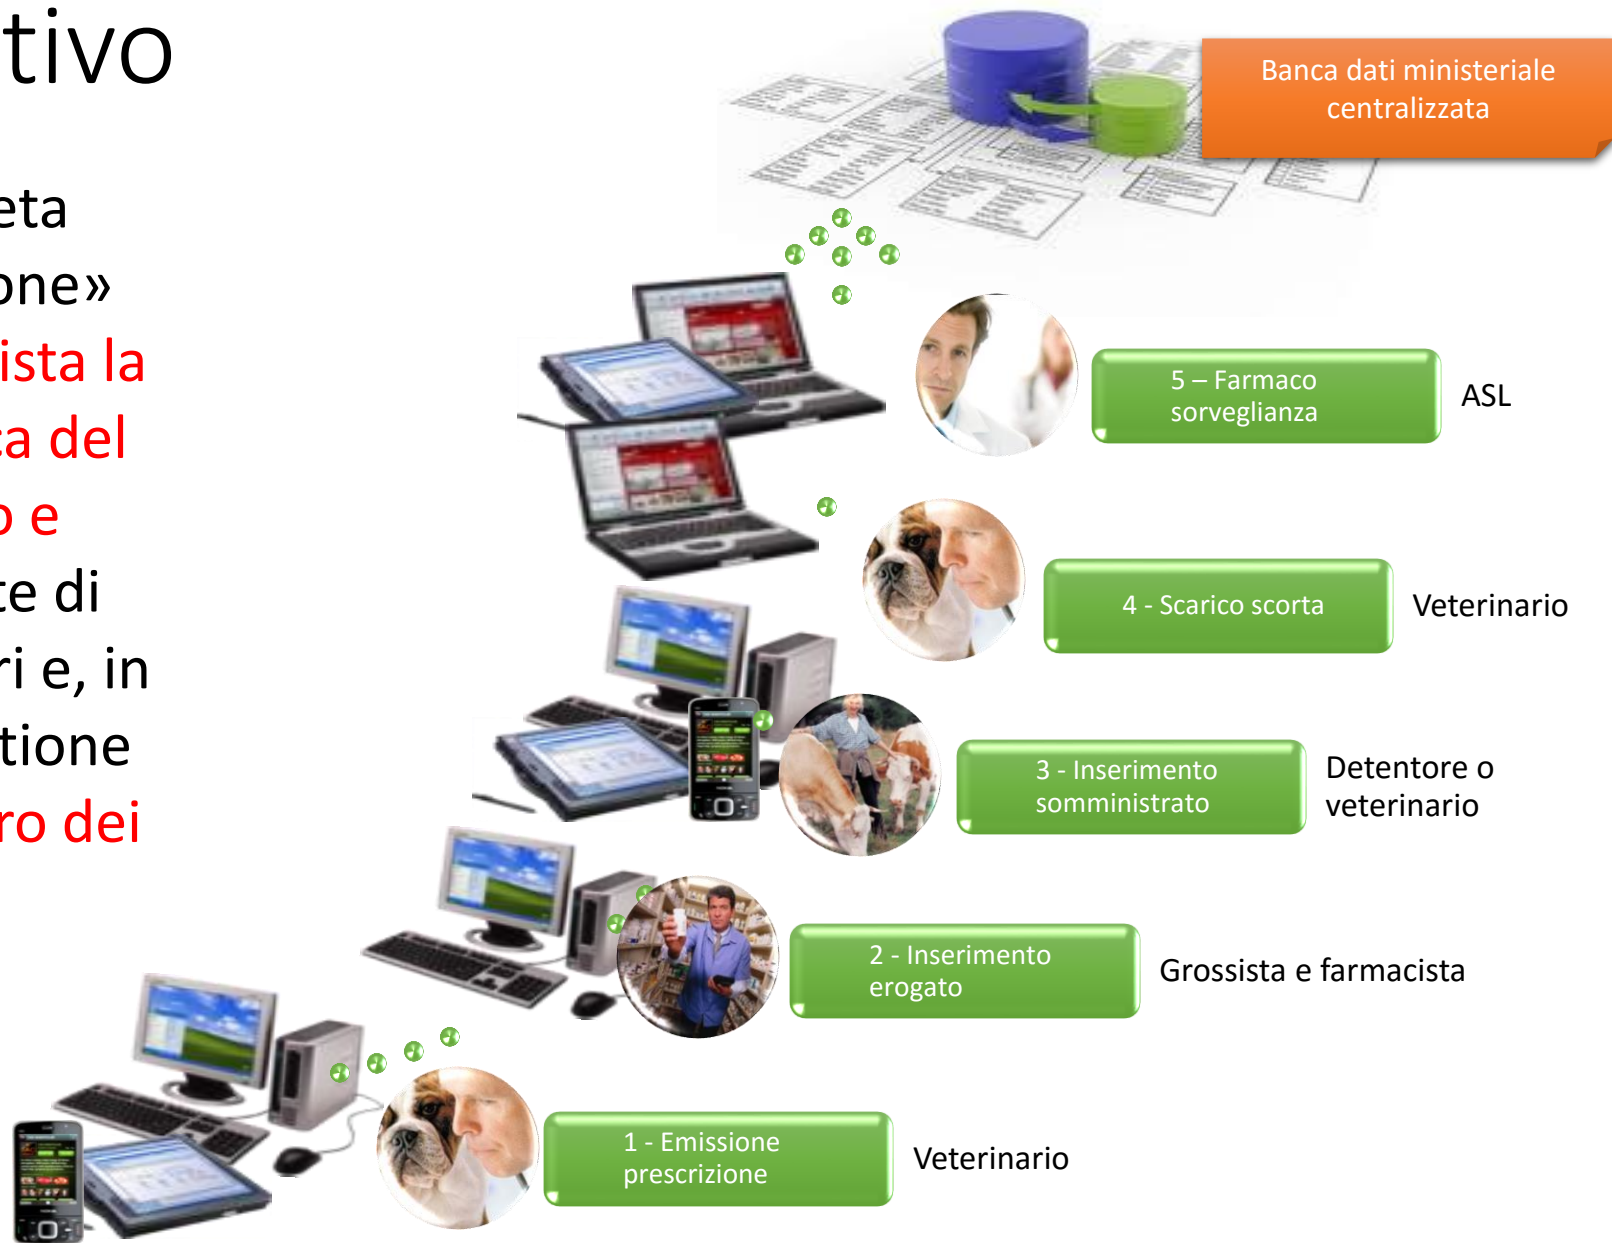 tivo
eta
one»
ista la
ca del
o e
te di
ri e, in
tione
ro dei
Banca dati ministeriale
centralizzata
5 – Farmaco
sorveglianza
ASL
4 - Scarico scorta
Veterinario
3 - Inserimento
somministrato
Detentore o
veterinario
2 - Inserimento
erogato
Grossista e farmacista
1 - Emissione
prescrizione
Veterinario